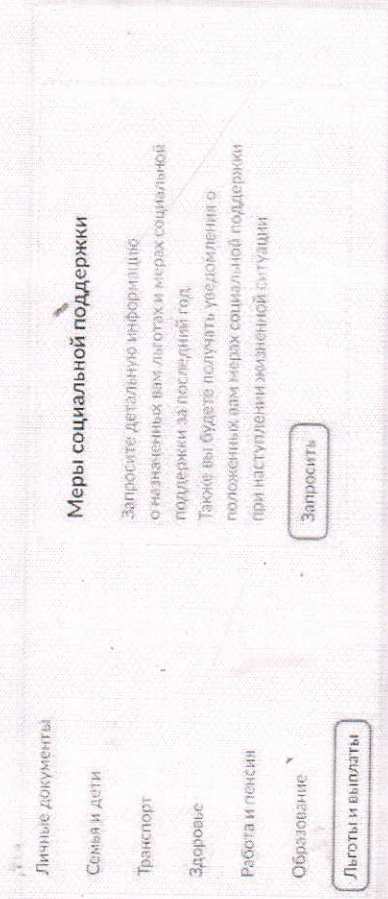 Личные документы
Семья и дети
Транспорт
Здоровье
Работа и пенсия
Образование
Льготы и выплаты
Меры социальной поддержки
Запросите детальную информацию
о назначенных вам льготах и мерах социальной
поддержки за последний год
Также вы будете получать уведомления о
положенных вам мерах социальной поддержки
при наступлении жизненной ситуации
Запросить